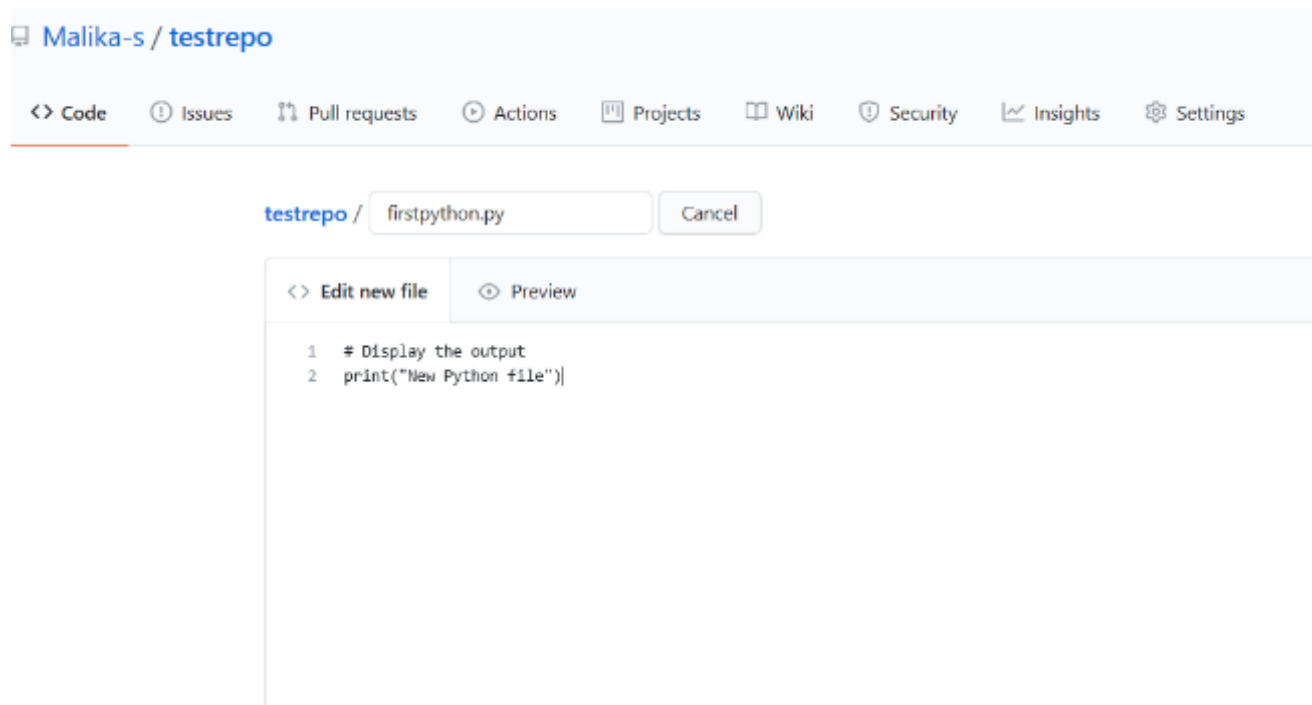 Malika-s / testrepo
Code Issues Pull requests Actions Projects Wiki Security Insights Settings
testrepo / firstpython.py Cancel
Edit new file Preview
1 # Display the output
2 print("New Python file")